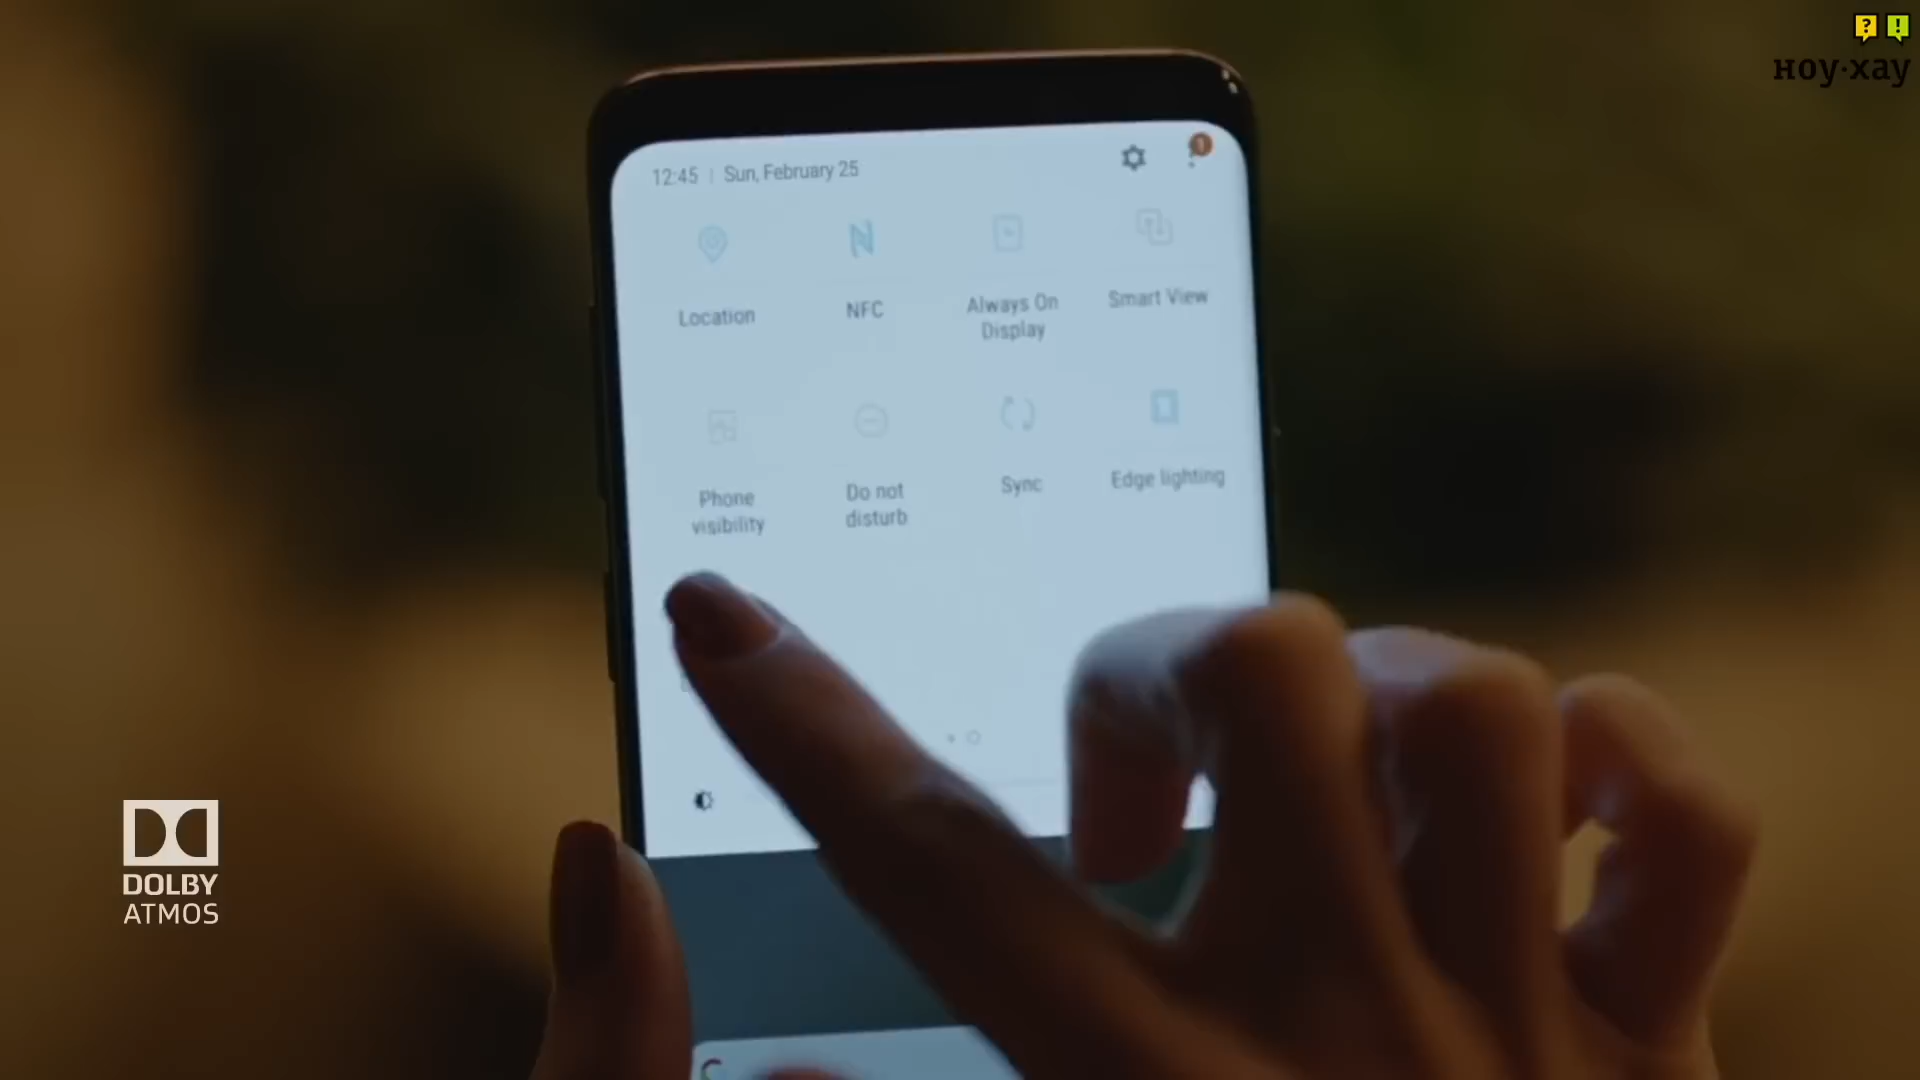 ? !
ноу·хау
12:45 | Sun, February 25
1
Location
NFC
Always On
Display
Smart View
Phone
visibility
Do not
disturb
Sync
Edge lighting
DOLBY
ATMOS